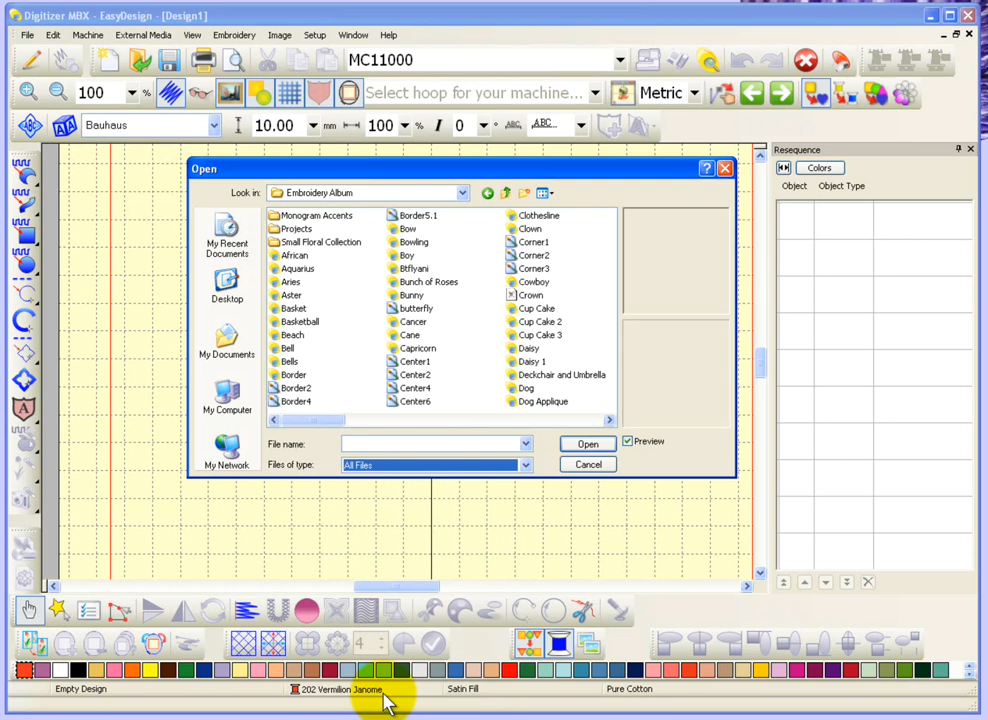 Digitizer MBX - EasyDesign - [Design1]
File Edit Machine External Media View Embroidery Image Setup Window Help
MC11000
100 % Select hoop for your machine... Metric
Bauhaus 10.00 mm 100 % 0 ABC ABC...
Resequence
Colors
Object Object Type
Open
Look in: Embroidery Album
My Recent Documents
Desktop
My Documents
My Computer
My Network
Monogram Accents Border5.1 Clothesline
Projects Bow Clown
Small Floral Collection Bowling Corner1
African Boy Corner2
Aquarius Btflyani Corner3
Aries Bunch of Roses Cowboy
Aster Bunny Crown
Basket butterfly Cup Cake
Basketball Cancer Cup Cake 2
Beach Cane Cup Cake 3
Bell Capricorn Daisy
Bells Center1 Daisy 1
Border Center2 Deckchair and Umbrella
Border2 Center4 Dog
Border4 Center6 Dog Applique
File name: Open Preview
Files of type: All Files Cancel
4
Empty Design 202 Vermilion Janome Satin Fill Pure Cotton